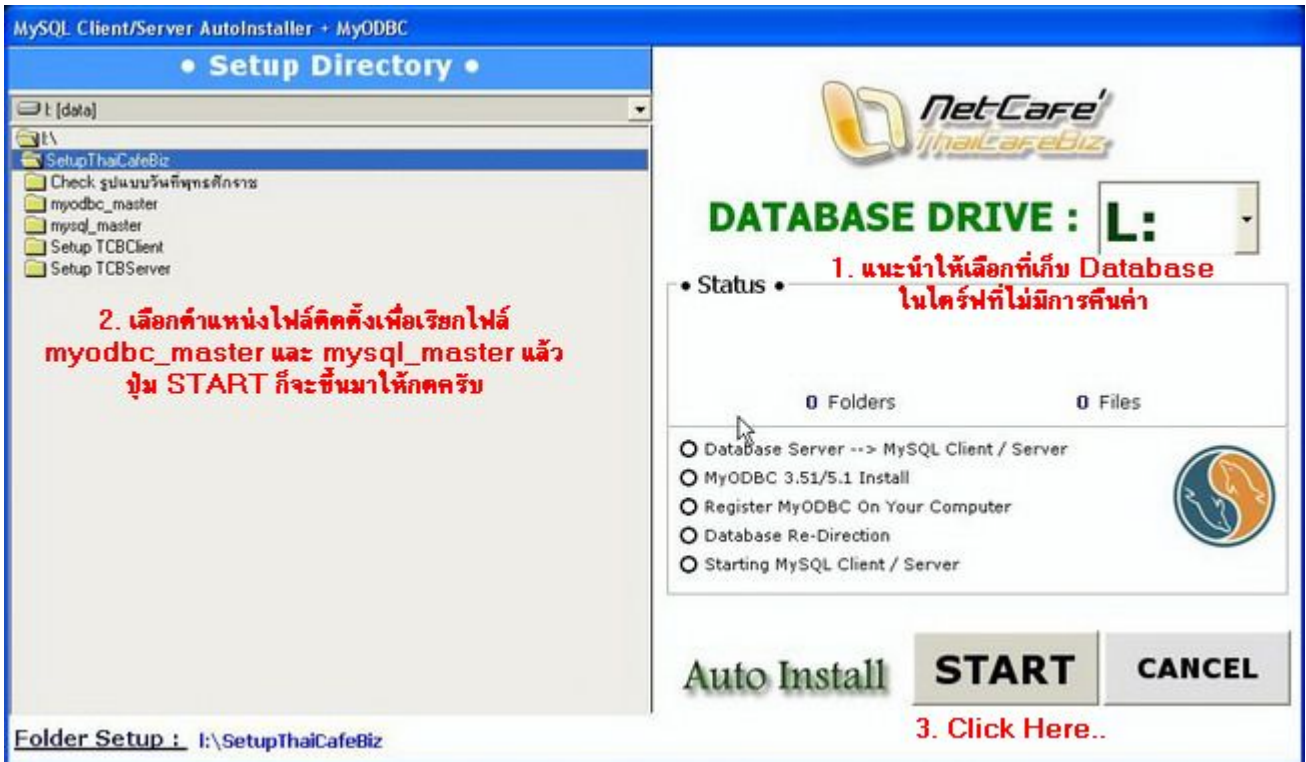 MySQL Client/Server AutoInstaller + MyODBC
• Setup Directory •
l: [data]
l:\
SetupThaiCafeBiz
Check รูปแบบวันที่พุทธศักราช
myodbc_master
mysql_master
Setup TCBClient
Setup TCBServer
2. เลือกตำแหน่งไฟล์ติดตั้งเพื่อเรียกไฟล์
myodbc_master และ mysql_master แล้ว
ปุ่ม START ก็จะขึ้นมาให้กดครับ
Folder Setup : l:\SetupThaiCafeBiz
NetCafe'
ThaiCafeBiz
DATABASE DRIVE : L:
1. แนะนำให้เลือกที่เก็บ Database
ในไดร์ฟที่ไม่มีการคืนค่า
• Status •
0 Folders 0 Files
Database Server --> MySQL Client / Server
MyODBC 3.51/5.1 Install
Register MyODBC On Your Computer
Database Re-Direction
Starting MySQL Client / Server
Auto Install START CANCEL
3. Click Here..